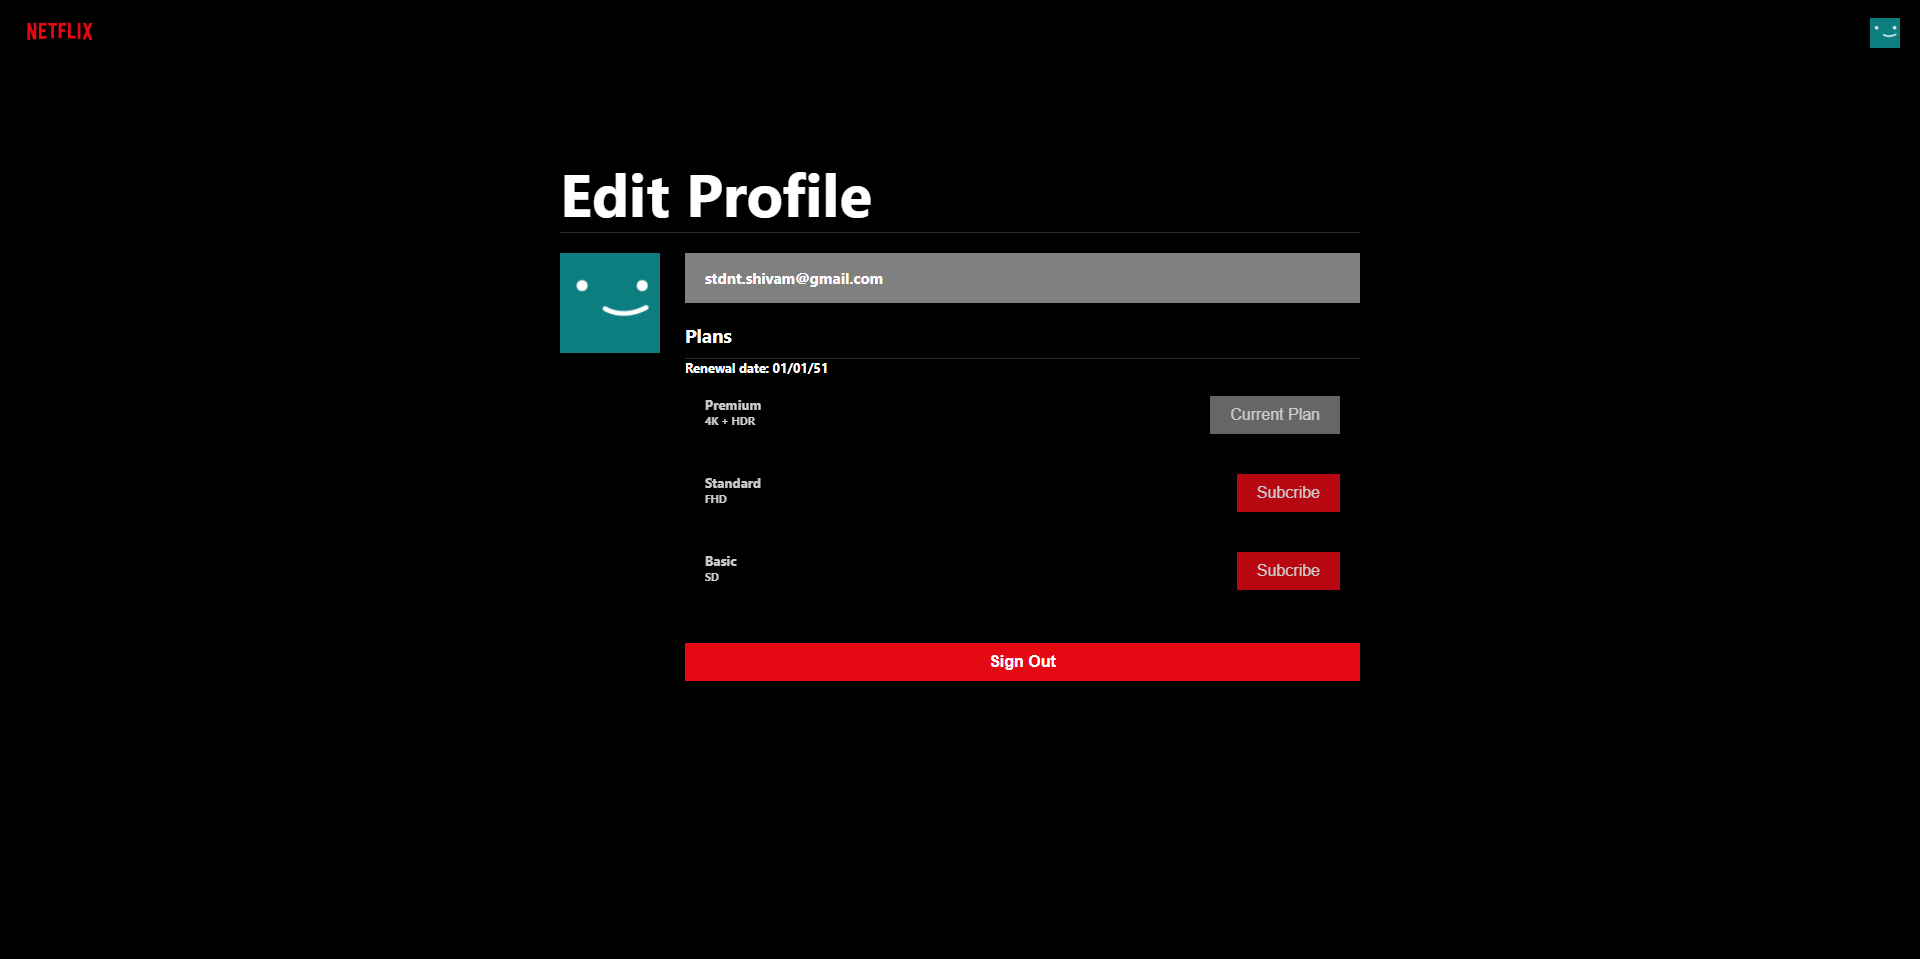 NETFLIX
Edit Profile
stdnt.shivam@gmail.com
Plans
Renewal date: 01/01/51
Premium
4K + HDR
Current Plan
Standard
FHD
Subcribe
Basic
SD
Subcribe
Sign Out